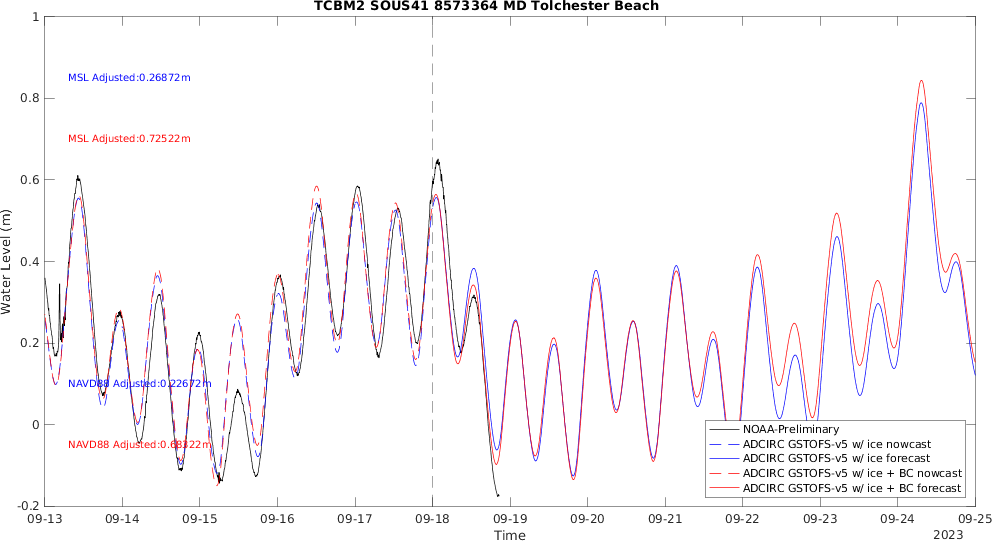 TCBM2 SOUS41 8573364 MD Tolchester Beach
1
0.8
0.6
0.4
0.2
0
-0.2
Water Level (m)
MSL Adjusted:0.26872m
MSL Adjusted:0.72522m
NAVD88 Adjusted:0.22672m
NAVD88 Adjusted:0.68322m
NOAA-Preliminary
ADCIRC GSTOFS-v5 w/ ice nowcast
ADCIRC GSTOFS-v5 w/ ice forecast
ADCIRC GSTOFS-v5 w/ ice + BC nowcast
ADCIRC GSTOFS-v5 w/ ice + BC forecast
09-13 09-14 09-15 09-16 09-17 09-18 09-19 09-20 09-21 09-22 09-23 09-24 09-25
Time
2023